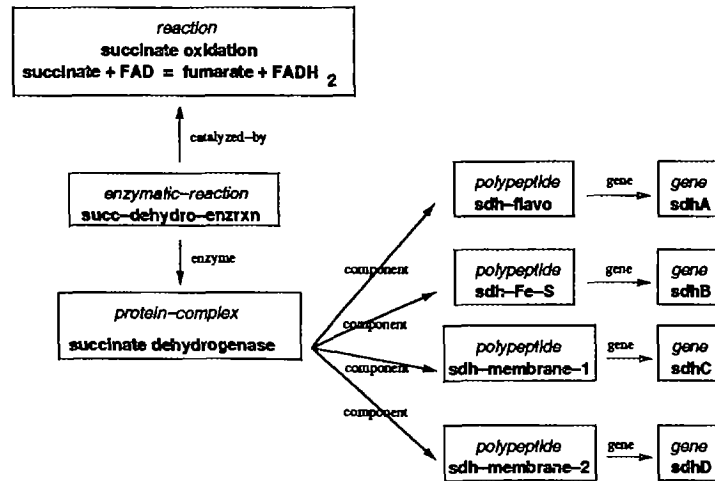 reaction
succinate oxidation
succinate + FAD = fumarate + FADH 2
catalyzed-by
enzymatic-reaction
succ-dehydro-enzrxn
enzyme
protein-complex
succinate dehydrogenase
component
component
component
component
polypeptide
sdh-flavo
gene
gene
sdhA
polypeptide
sdh-Fe-S
gene
gene
sdhB
polypeptide
sdh-membrane-1
gene
gene
sdhC
polypeptide
sdh-membrane-2
gene
gene
sdhD